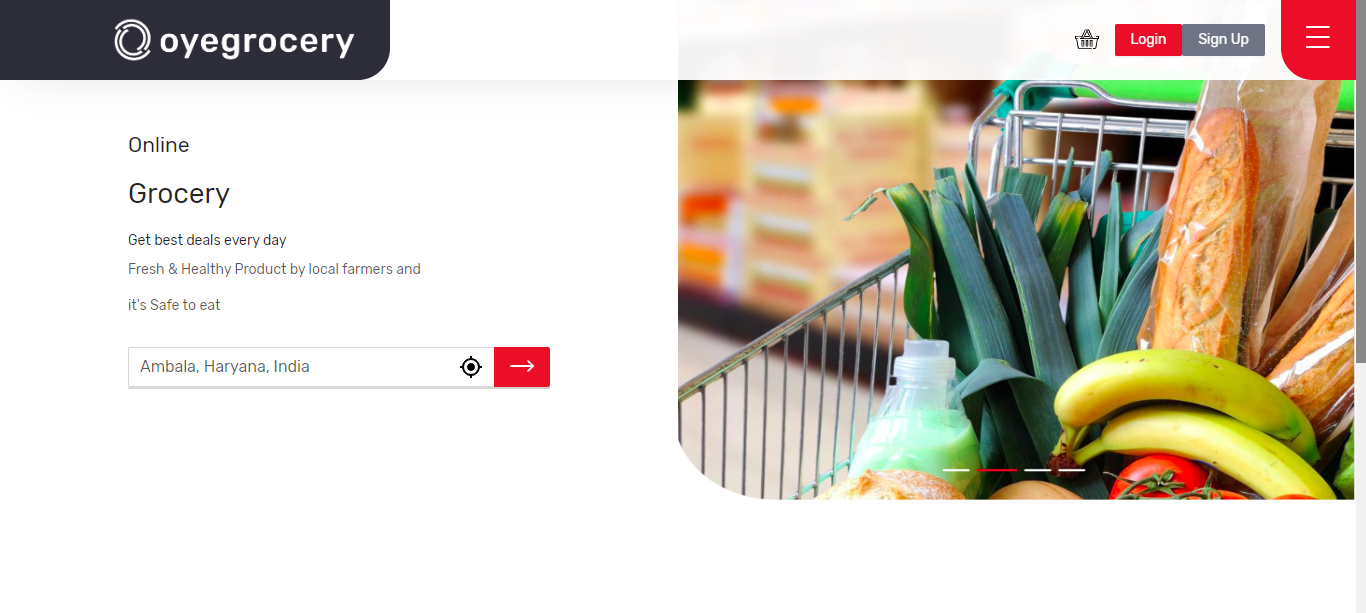 oyegrocery
Login
Sign Up
Online
Grocery
Get best deals every day
Fresh & Healthy Product by local farmers and
it's Safe to eat
Ambala, Haryana, India